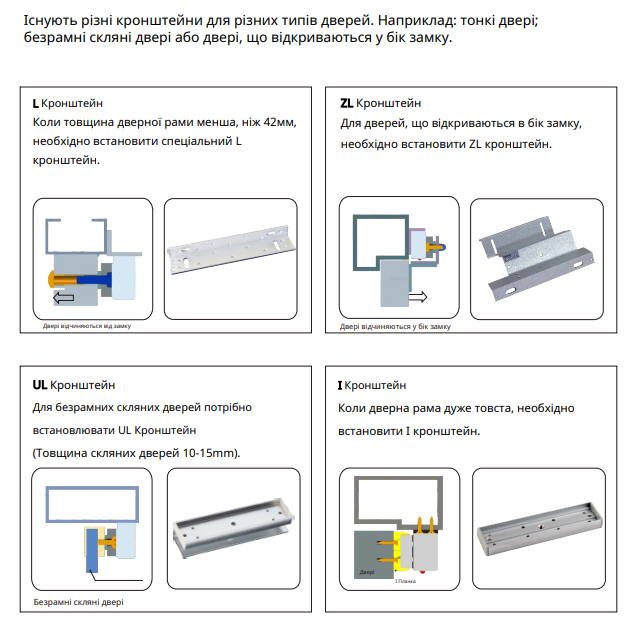 Існують різні кронштейни для різних типів дверей. Наприклад: тонкі двері;
безрамні скляні двері або двері, що відкриваються у бік замку.
L Кронштейн
Коли товщина дверної рами менша, ніж 42мм,
необхідно встановити спеціальний L
кронштейн.
Двері відчиняються від замку
ZL Кронштейн
Для дверей, що відкриваються в бік замку,
необхідно встановити ZL кронштейн.
Двері відчиняються у бік замку
UL Кронштейн
Для безрамних скляних дверей потрібно
встановлювати UL Кронштейн
(Товщина скляних дверей 10-15mm).
Безрамні скляні двері
I Кронштейн
Коли дверна рама дуже товста, необхідно
встановити I кронштейн.
Двері
I Планка